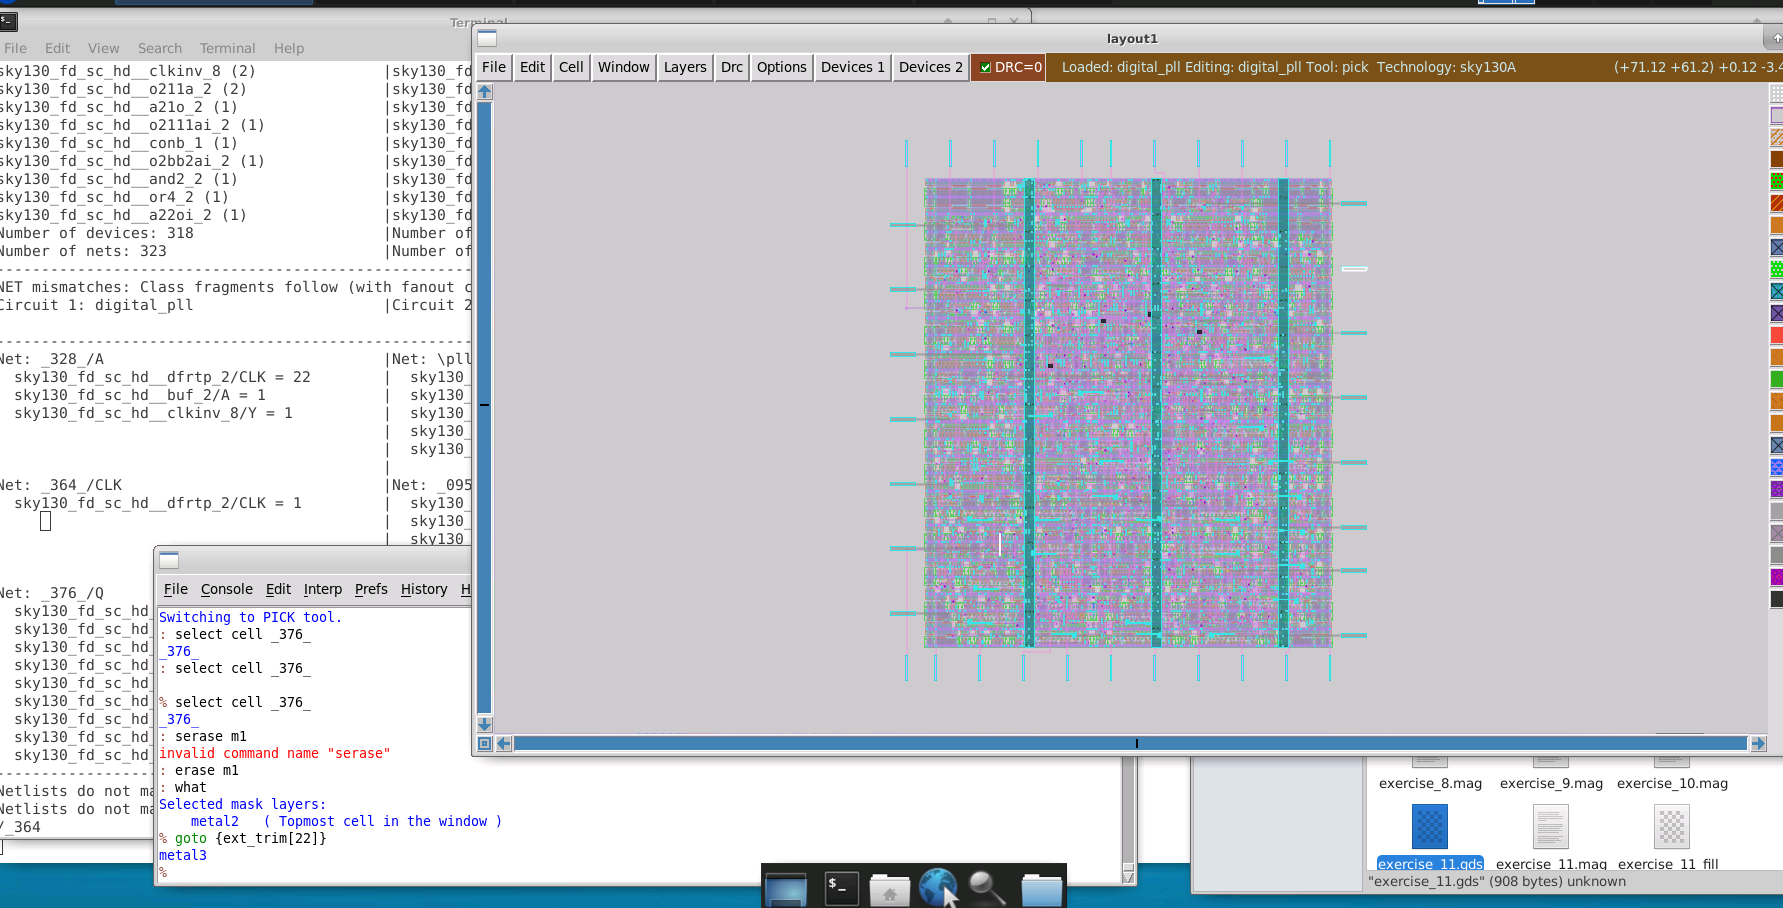 Terminal
File Edit View Search Terminal Help
sky130_fd_sc_hd__clkinv_8 (2) |sky130_fd
sky130_fd_sc_hd__o211a_2 (2) |sky130_fd
sky130_fd_sc_hd__a21o_2 (1) |sky130_fd
sky130_fd_sc_hd__o2111ai_2 (1) |sky130_fd
sky130_fd_sc_hd__conb_1 (1) |sky130_fd
sky130_fd_sc_hd__o2bb2ai_2 (1) |sky130_fd
sky130_fd_sc_hd__and2_2 (1) |sky130_fd
sky130_fd_sc_hd__or4_2 (1) |sky130_fd
sky130_fd_sc_hd__a22oi_2 (1) |sky130_fd
Number of devices: 318 |Number of
Number of nets: 323 |Number of
NET mismatches: Class fragments follow (with fanout c
Circuit 1: digital_pll |Circuit 2
Net: _328_/A |Net: \pll
sky130_fd_sc_hd__dfrtp_2/CLK = 22 | sky130_
sky130_fd_sc_hd__buf_2/A = 1 | sky130_
sky130_fd_sc_hd__clkinv_8/Y = 1 | sky130_
| sky130_
| sky130_
|
Net: _364_/CLK |Net: _095
sky130_fd_sc_hd__dfrtp_2/CLK = 1 | sky130_
| sky130_
| sky130_
Net: _376_/Q
sky130_fd_sc_hd_
sky130_fd_sc_hd_
sky130_fd_sc_hd_
sky130_fd_sc_hd_
sky130_fd_sc_hd_
sky130_fd_sc_hd_
sky130_fd_sc_hd_
sky130_fd_sc_hd_
sky130_fd_sc_hd_
Netlists do not ma
Netlists do not ma
/_364
File Console Edit Interp Prefs History H
Switching to PICK tool.
: select cell _376_
_376_
: select cell _376_
% select cell _376_
_376_
: serase m1
invalid command name "serase"
: erase m1
: what
Selected mask layers:
metal2 ( Topmost cell in the window )
% goto {ext_trim[22]}
metal3
%
layout1
File Edit Cell Window Layers Drc Options Devices 1 Devices 2 DRC=0 Loaded: digital_pll Editing: digital_pll Tool: pick Technology: sky130A (+71.12 +61.2) +0.12 -3.4
exercise_8.mag exercise_9.mag exercise_10.mag
exercise_11.gds exercise_11.mag exercise_11_fill
"exercise_11.gds" (908 bytes) unknown